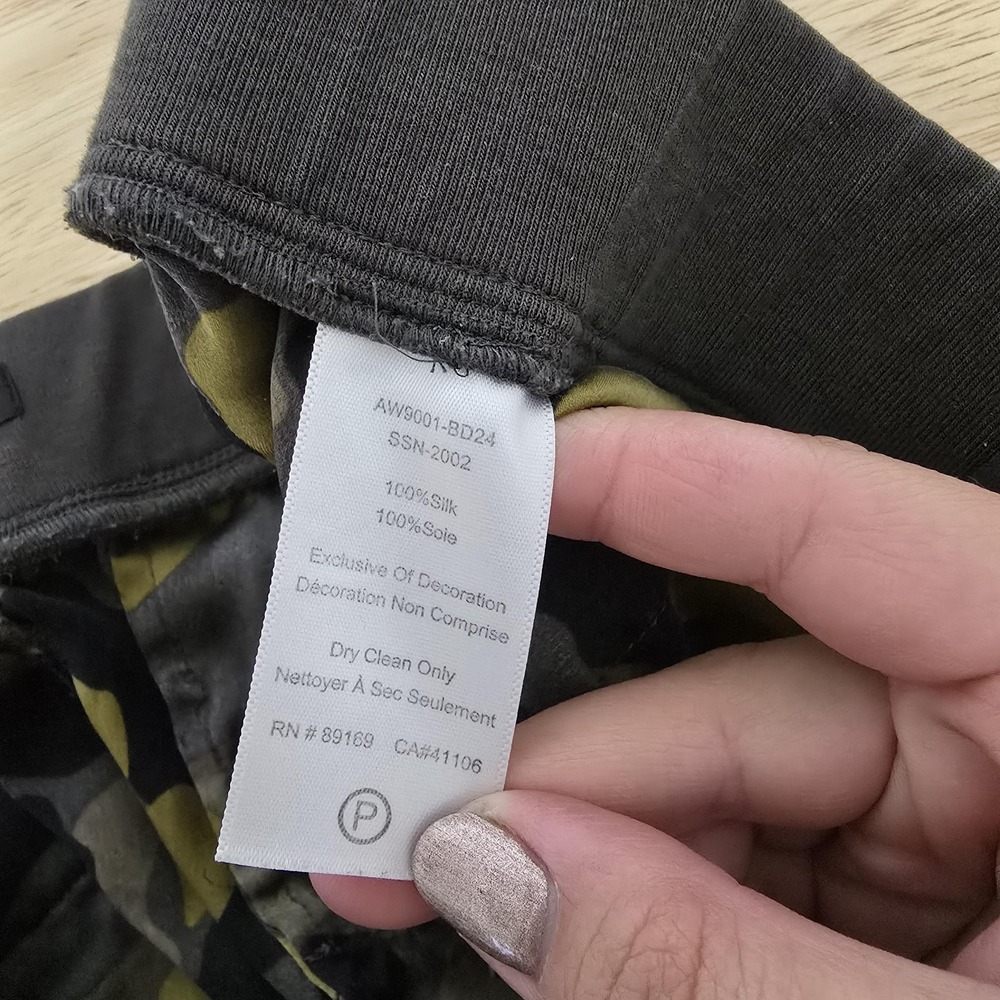 AW9001-BD24
SSN-2002
100%Silk
100%Soie
Exclusive Of Decoration
Décoration Non Comprise
Dry Clean Only
Nettoyer À Sec Seulement
RN # 89169 CA#41106
P